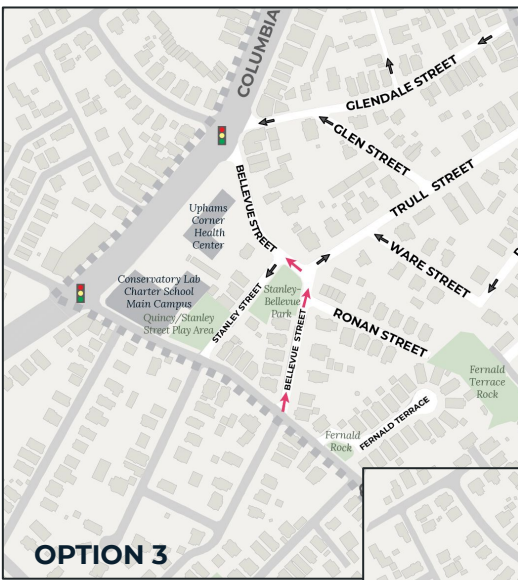 COLUMBIA
GLENDALE STREET
GLEN STREET
TRULL STREET
BELLEVUE STREET
Uphams
Corner
Health
Center
WARE STREET
Conservatory Lab
Charter School
Main Campus
Quincy/Stanley
Street Play Area
STANLEY STREET
Stanley-
Bellevue
Park
BELLEVUE STREET
RONAN STREET
Fernald
Terrace
Rock
Fernald
Rock
FERNALD TERRACE
OPTION 3